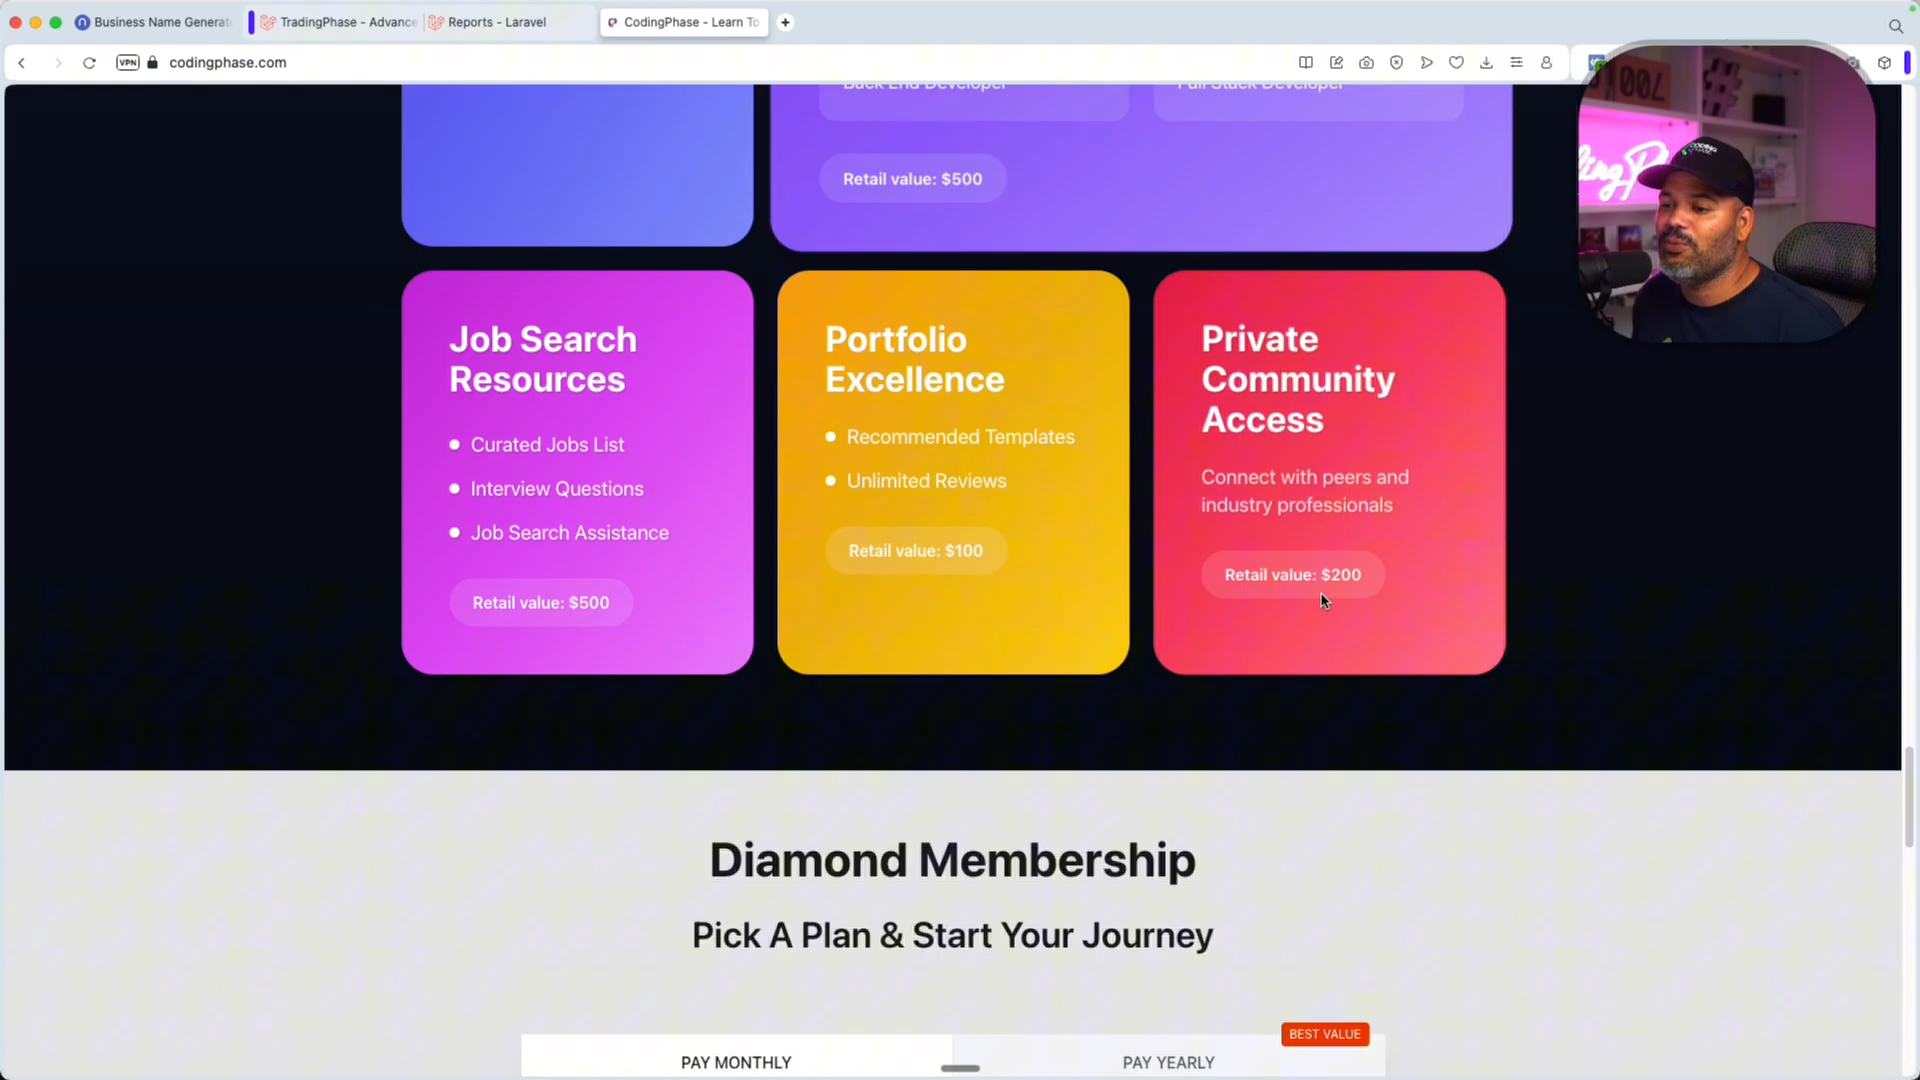 Business Name Generat
TradingPhase - Advance
Reports - Laravel
CodingPhase - Learn To
VPN
codingphase.com
Back End Developer
Full Stack Developer
Retail value: $500
Job Search
Resources
Curated Jobs List
Interview Questions
Job Search Assistance
Retail value: $500
Portfolio
Excellence
Recommended Templates
Unlimited Reviews
Retail value: $100
Private
Community
Access
Connect with peers and
industry professionals
Retail value: $200
Diamond Membership
Pick A Plan & Start Your Journey
BEST VALUE
PAY MONTHLY
PAY YEARLY